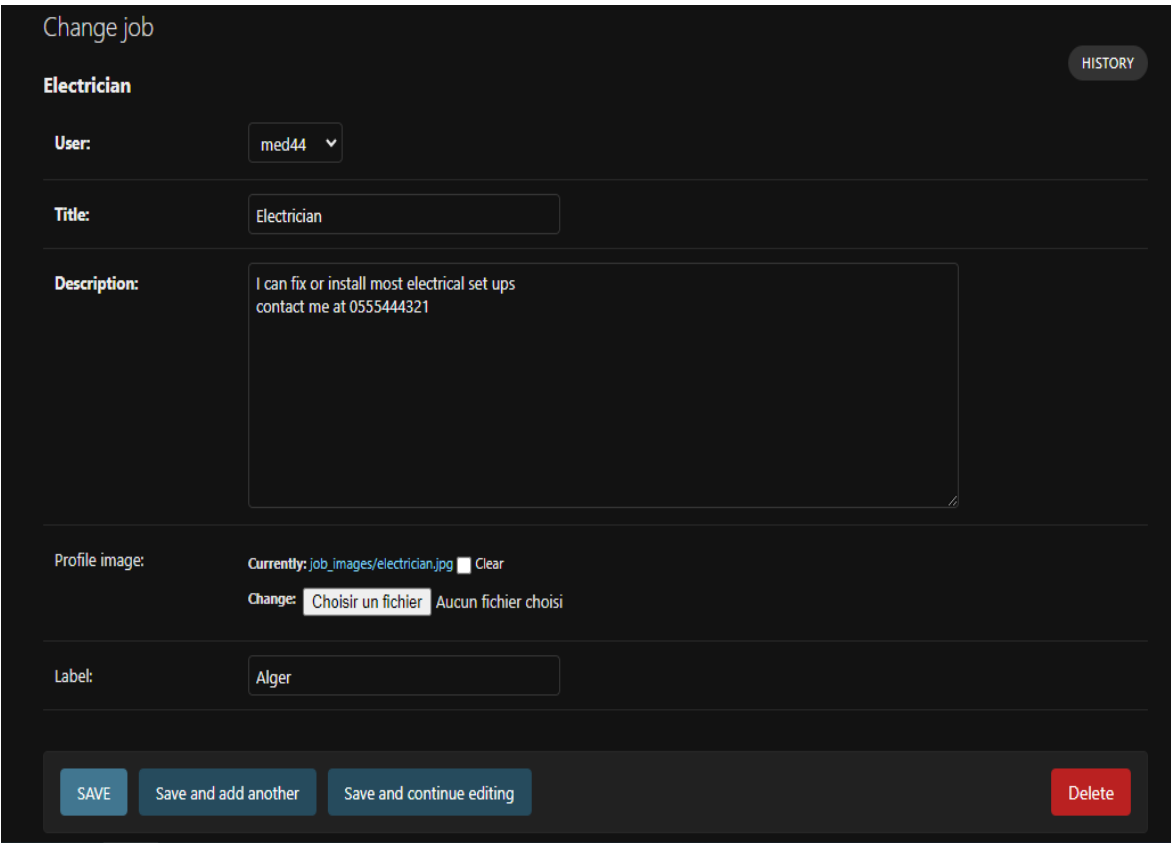 Change job
HISTORY
Electrician
User:
med44
Title:
Electrician
Description:
I can fix or install most electrical set ups
contact me at 0555444321
Profile image:
Currently: job_images/electrician.jpg Clear
Change: Choisir un fichier Aucun fichier choisi
Label:
Alger
SAVE
Save and add another
Save and continue editing
Delete